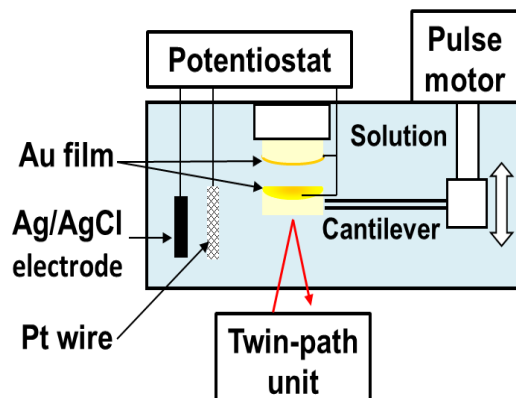 Potentiostat
Pulse
motor
Solution
Au film
Ag/AgCl
electrode
Cantilever
Pt wire
Twin-path
unit